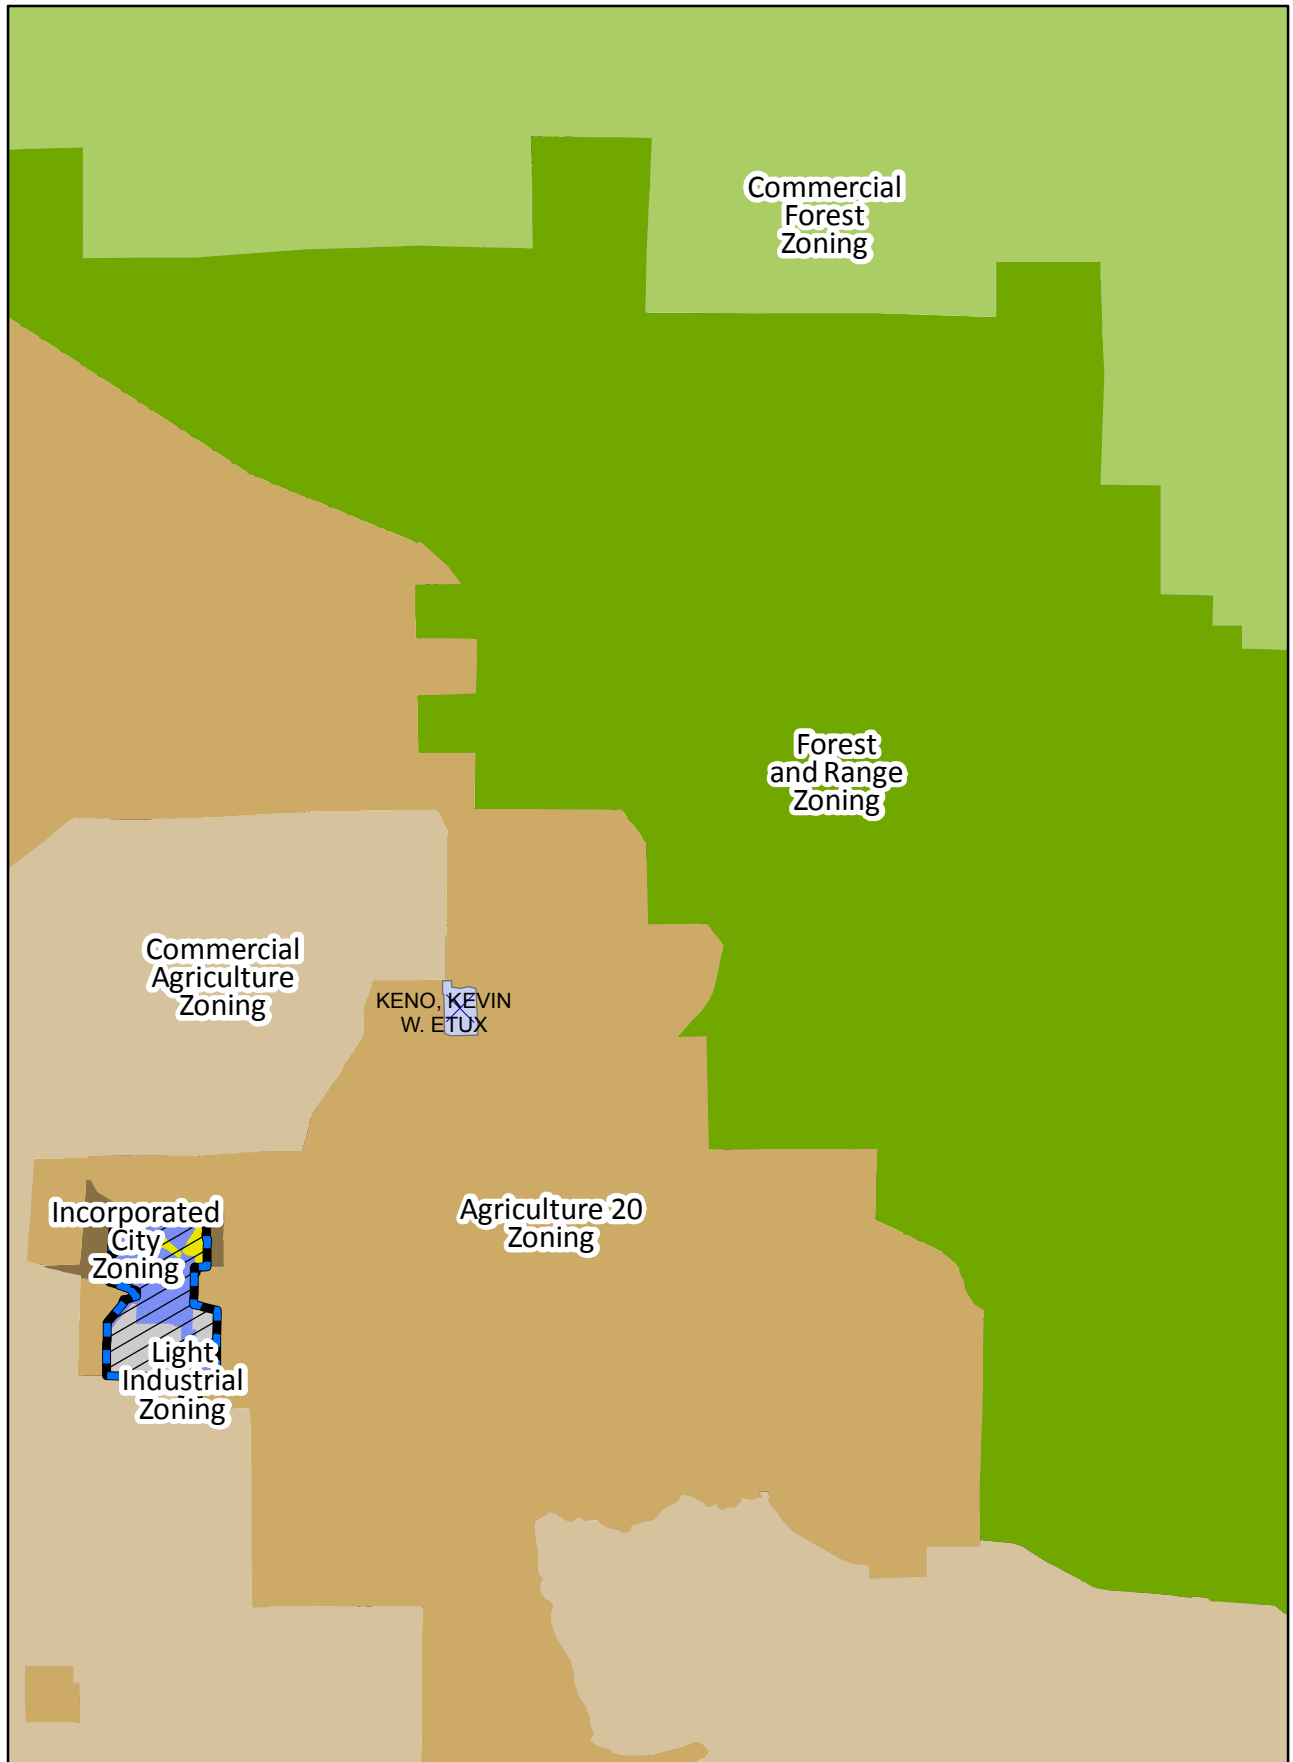 Commercial
Forest
Zoning
Forest
and Range
Zoning
Commercial
Agriculture
Zoning
KENO, KEVIN
W. ETUX
Incorporated
City
Zoning
Agriculture 20
Zoning
Light
Industrial
Zoning